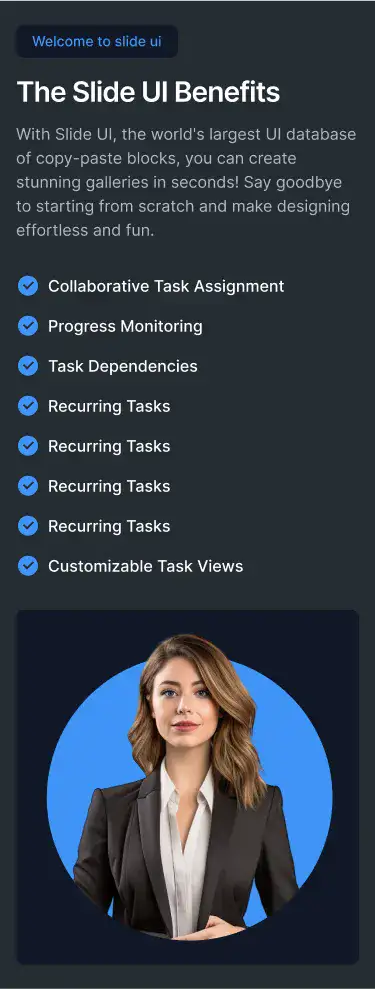 Welcome to slide ui
The Slide UI Benefits
With Slide UI, the world's largest UI database
of copy-paste blocks, you can create
stunning galleries in seconds! Say goodbye
to starting from scratch and make designing
effortless and fun.
Collaborative Task Assignment
Progress Monitoring
Task Dependencies
Recurring Tasks
Recurring Tasks
Recurring Tasks
Recurring Tasks
Customizable Task Views